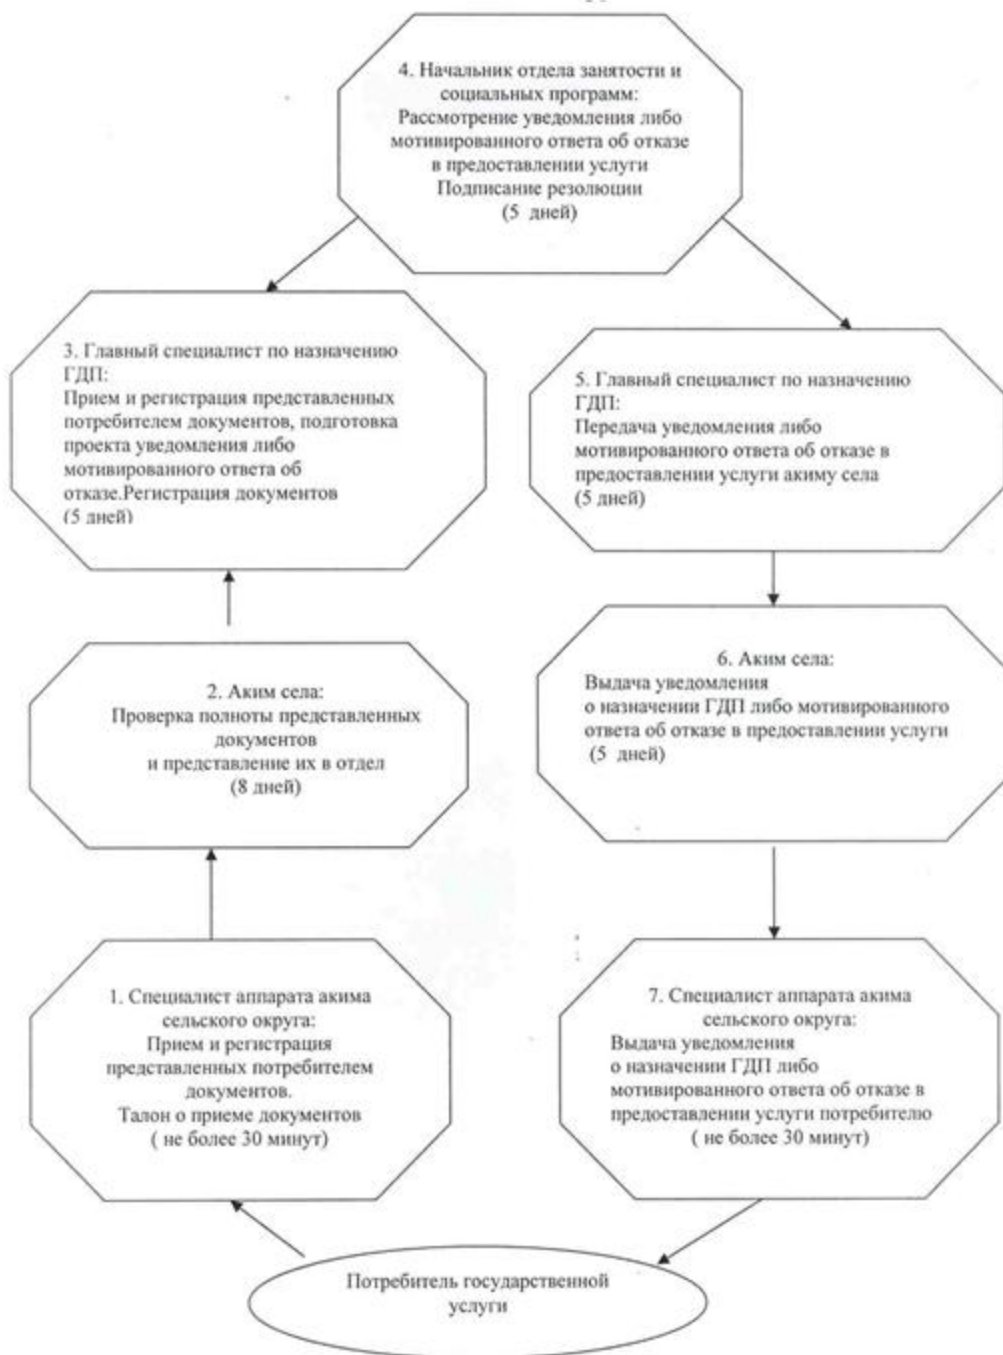 4. Начальник отдела занятости и
социальных программ:
Рассмотрение уведомления либо
мотивированного ответа об отказе
в предоставлении услуги
Подписание резолюции
(5 дней)
3. Главный специалист по назначению
ГДП:
Прием и регистрация представленных
потребителем документов, подготовка
проекта уведомления либо
мотивированного ответа об
отказе.Регистрация документов
(5 дней)
5. Главный специалист по назначению
ГДП:
Передача уведомления либо
мотивированного ответа об отказе в
предоставлении услуги акиму села
(5 дней)
2. Аким села:
Проверка полноты представленных
документов
и представление их в отдел
(8 дней)
6. Аким села:
Выдача уведомления
о назначении ГДП либо мотивированного
ответа об отказе в предоставлении услуги
(5 дней)
1. Специалист аппарата акима
сельского округа:
Прием и регистрация
представленных потребителем
документов.
Талон о приеме документов
( не более 30 минут)
7. Специалист аппарата акима
сельского округа:
Выдача уведомления
о назначении ГДП либо
мотивированного ответа об отказе в
предоставлении услуги потребителю
( не более 30 минут)
Потребитель государственной
услуги